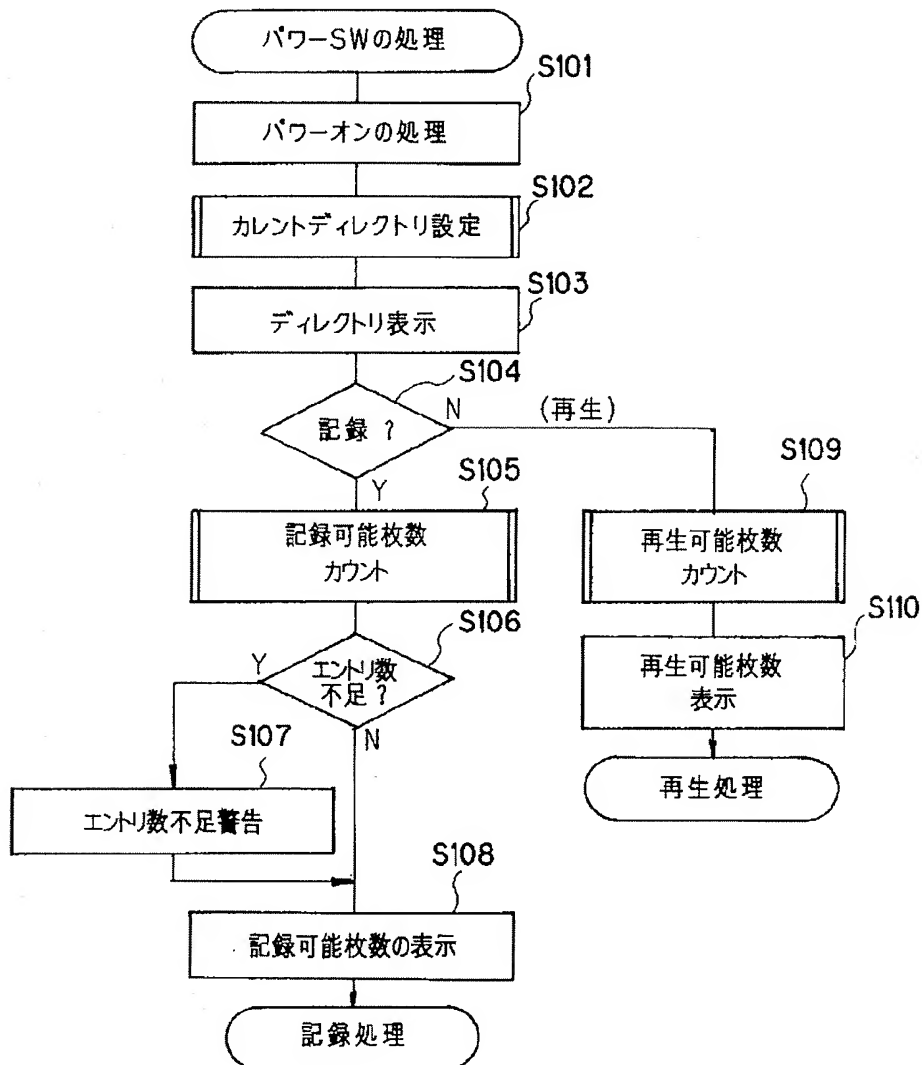 パワーSWの処理
S101
パワーオンの処理
S102
カレントディレクトリ設定
S103
ディレクトリ表示
S104
記録?
N
(再生)
Y
S105
記録可能枚数
カウント
S109
再生可能枚数
カウント
S106
エントリ数
不足?
Y
N
S110
再生可能枚数
表示
S107
エントリ数不足警告
再生処理
S108
記録可能枚数の表示
記録処理